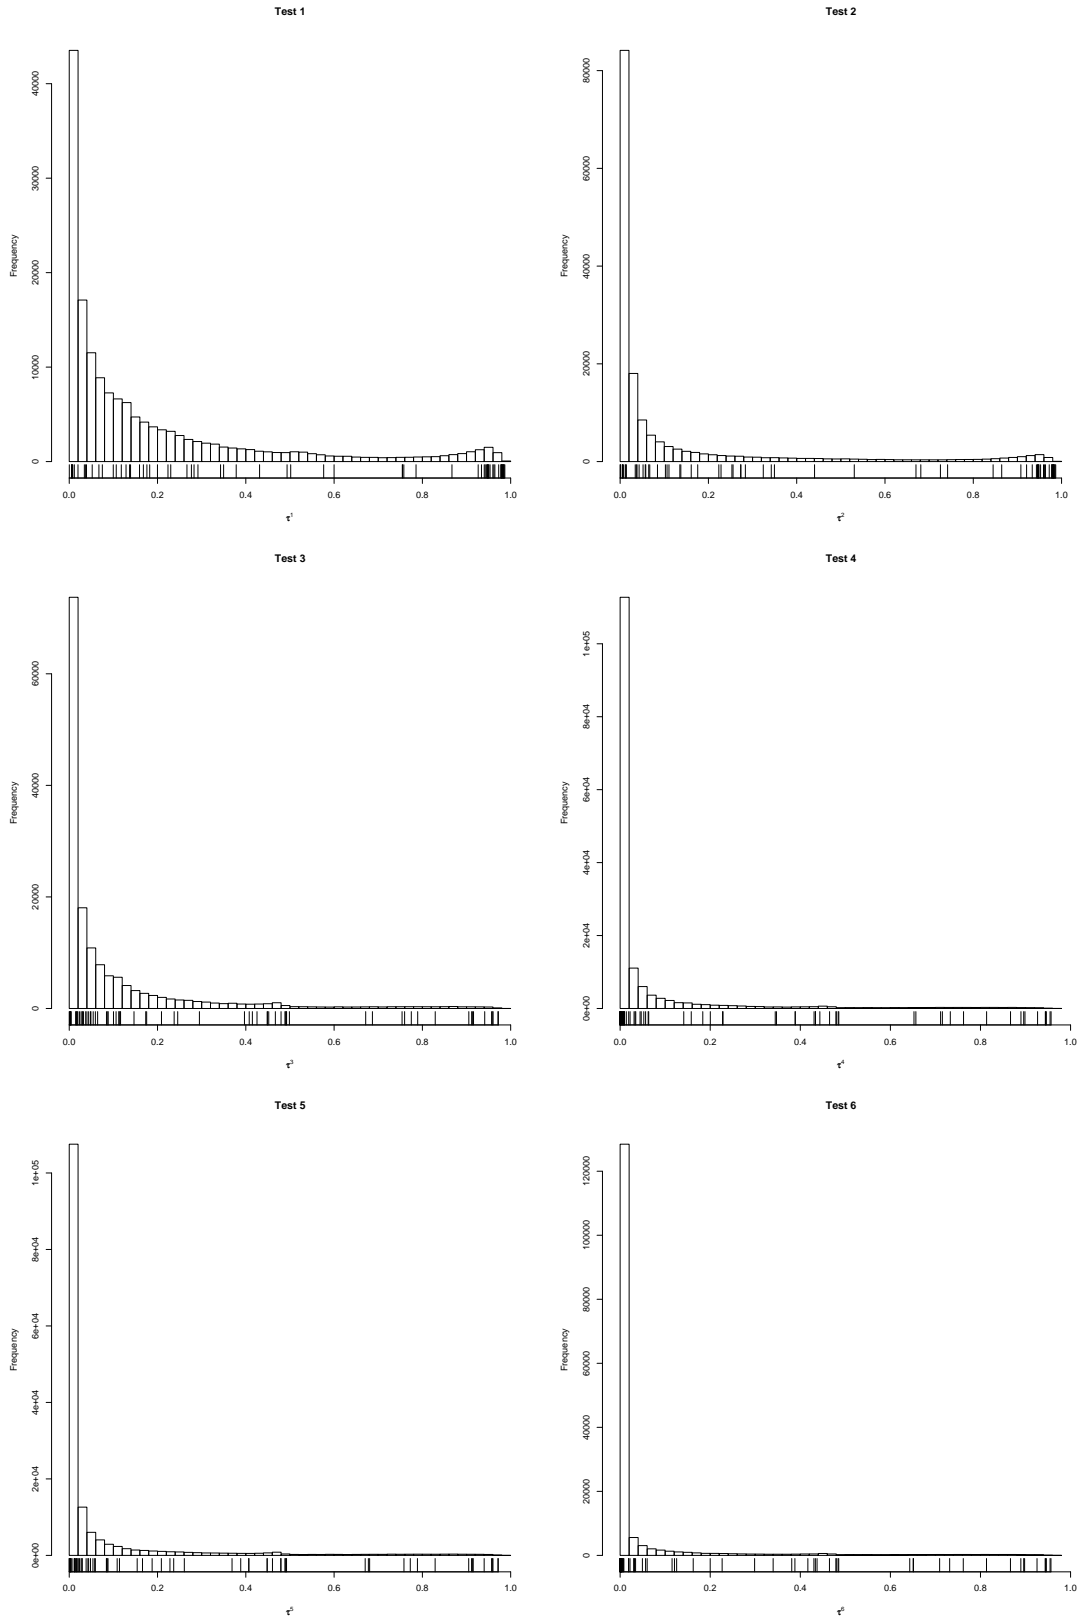 Test 1
Frequency
40000
30000
20000
10000
0
0.0 0.2 0.4 0.6 0.8 1.0
τ¹
Test 2
Frequency
80000
60000
40000
20000
0
0.0 0.2 0.4 0.6 0.8 1.0
τ²
Test 3
Frequency
60000
40000
20000
0
0.0 0.2 0.4 0.6 0.8 1.0
τ³
Test 4
Frequency
1e+05
8e+04
6e+04
4e+04
2e+04
0e+00
0.0 0.2 0.4 0.6 0.8 1.0
τ⁴
Test 5
Frequency
1e+05
8e+04
6e+04
4e+04
2e+04
0e+00
0.0 0.2 0.4 0.6 0.8 1.0
τ⁵
Test 6
Frequency
120000
100000
80000
60000
40000
20000
0
0.0 0.2 0.4 0.6 0.8 1.0
τ⁶